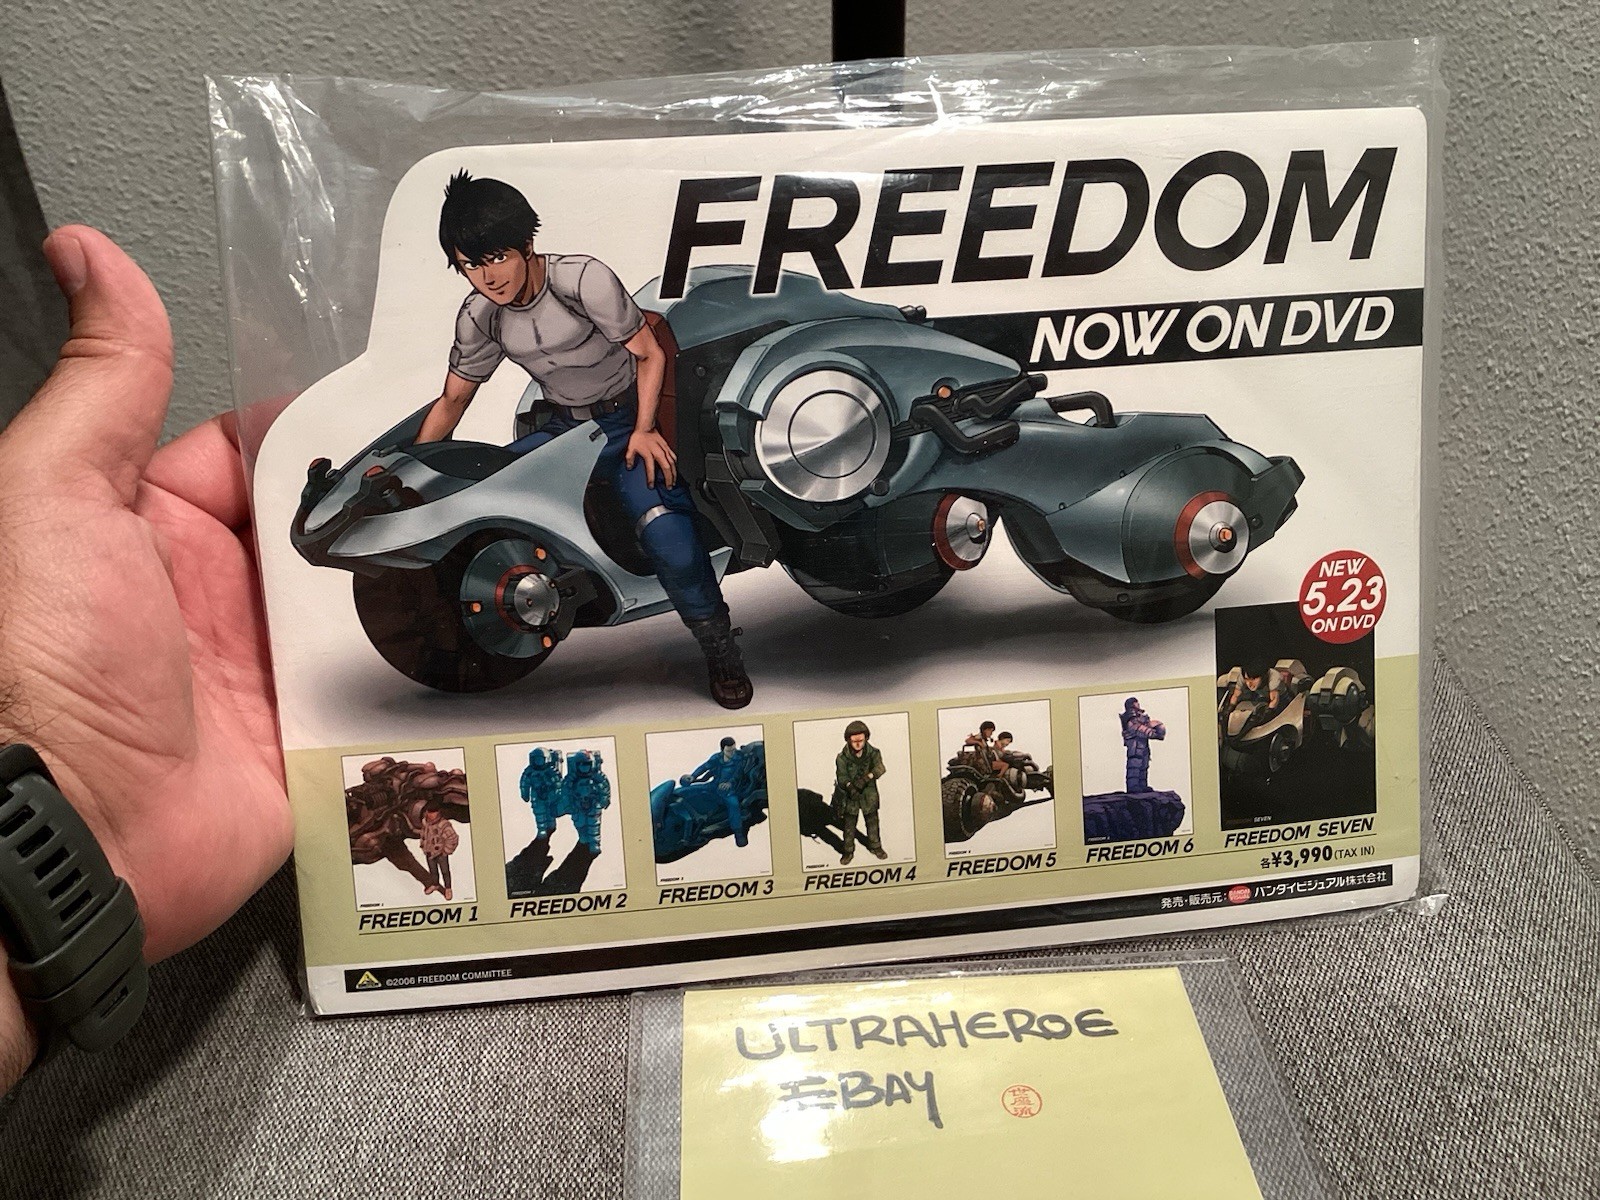 FREEDOM
NOW ON DVD
NEW
5.23
ON DVD
FREEDOM 1
FREEDOM 2
FREEDOM 3
FREEDOM 4
FREEDOM 5
FREEDOM 6
FREEDOM SEVEN
各¥3,990(TAX IN)
発売・販売元:BANDAI VISUAL バンダイビジュアル株式会社
©2006 FREEDOM COMMITTEE
ULTRAHEROE
EBAY